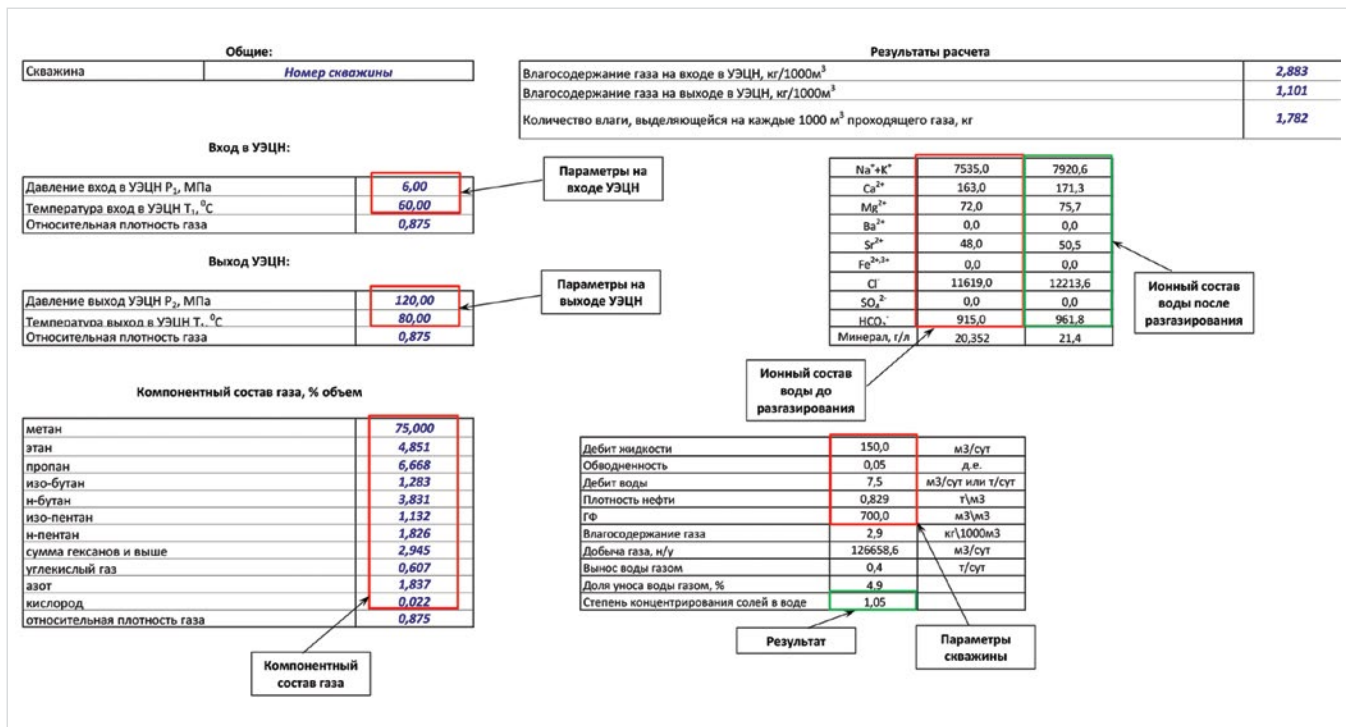 Общие:
Скважина Номер скважины
Результаты расчета
Влагосодержание газа на входе в УЭЦН, кг/1000м³ 2,883
Влагосодержание газа на выходе в УЭЦН, кг/1000м³ 1,101
Количество влаги, выделяющейся на каждые 1000 м³ проходящего газа, кг 1,782
Вход в УЭЦН:
Давление вход в УЭЦН P₁, МПа 6,00
Температура вход в УЭЦН T₁, ⁰С 60,00
Относительная плотность газа 0,875
Параметры на
входе УЭЦН
Выход УЭЦН:
Давление выход УЭЦН P₂, МПа 120,00
Температура выход в УЭЦН T₁, ⁰С 80,00
Относительная плотность газа 0,875
Параметры на
выходе УЭЦН
Na⁺+K⁺ 7535,0 7920,6
Ca²⁺ 163,0 171,3
Mg²⁺ 72,0 75,7
Ba²⁺ 0,0 0,0
Sr²⁺ 48,0 50,5
Fe²⁺,³⁺ 0,0 0,0
Cl⁻ 11619,0 12213,6
SO₄²⁻ 0,0 0,0
HCO₃⁻ 915,0 961,8
Минерал, г/л 20,352 21,4
Ионный состав
воды после
разгазирования
Ионный состав
воды до
разгазирования
Компонентный состав газа, % объем
метан 75,000
этан 4,851
пропан 6,668
изо-бутан 1,283
н-бутан 3,831
изо-пентан 1,132
н-пентан 1,826
сумма гексанов и выше 2,945
углекислый газ 0,607
азот 1,837
кислород 0,022
относительная плотность газа 0,875
Компонентный
состав газа
Дебит жидкости 150,0 м3/сут
Обводненность 0,05 д.е.
Дебит воды 7,5 м3/сут или т/сут
Плотность нефти 0,829 т\м3
ГФ 700,0 м3\м3
Влагосодержание газа 2,9 кг\1000м3
Добыча газа, н/у 126658,6 м3/сут
Вынос воды газом 0,4 т/сут
Доля уноса воды газом, % 4,9
Степень концентрирования солей в воде 1,05
Результат
Параметры
скважины